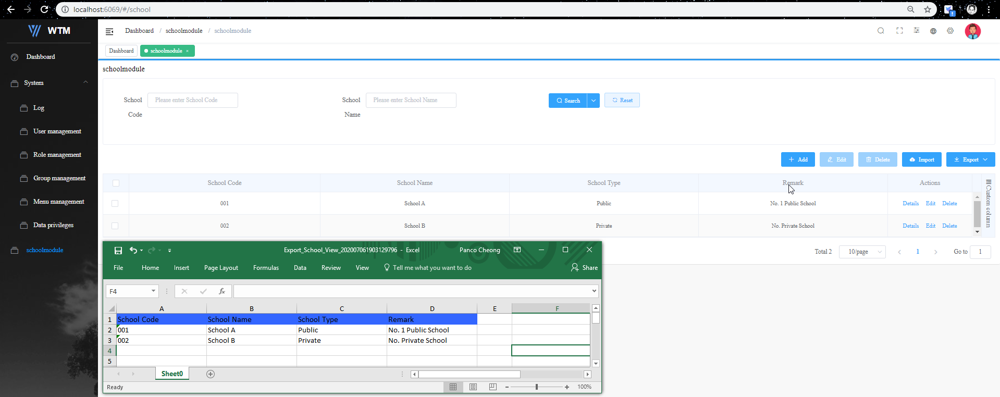 localhost:6069/#/school
WTM
Dashboard / schoolmodule / schoolmodule
Dashboard
schoolmodule ×
Dashboard
System
Log
User management
Role management
Group management
Menu management
Data privileges
schoolmodule
schoolmodule
School Code
Please enter School Code
School Name
Please enter School Name
Search
Reset
Add
Edit
Delete
Import
Export
School Code School Name School Type Remark Actions
001 School A Public No. 1 Public School Details Edit Delete
002 School B Private No. Private School Details Edit Delete
Custom column
Total 2 10/page 1 Go to 1
Export_School_View_202007061903129796 - Excel
Panco Cheong
File Home Insert Page Layout Formulas Data Review View Tell me what you want to do Share
F4
fx
A B C D E F
1 School Code School Name School Type Remark
2 001 School A Public No. 1 Public School
3 002 School B Private No. Private School
4
5
Sheet0
Ready
100%